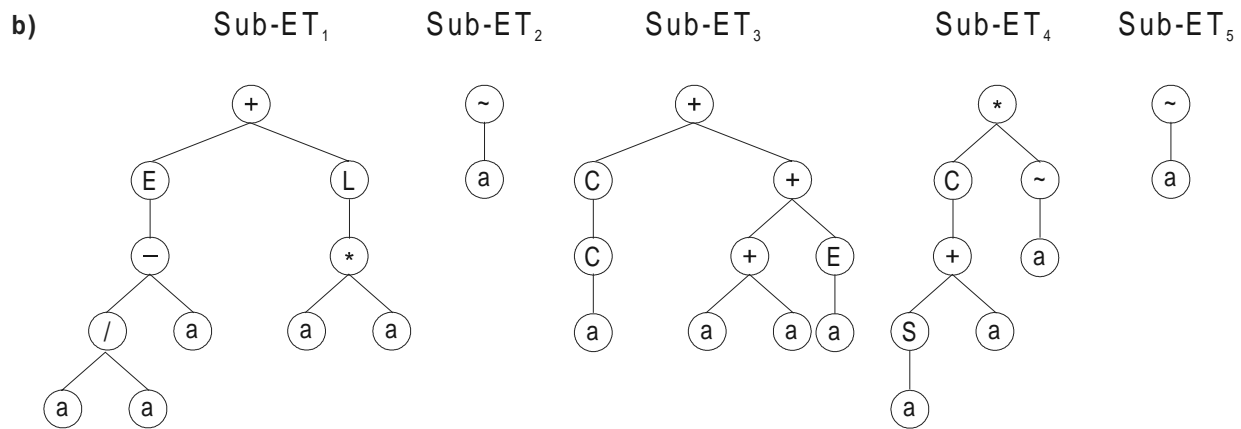 b) Sub-ET₁ Sub-ET₂ Sub-ET₃ Sub-ET₄ Sub-ET₅
+ ~ + * ~
E L a C + C ~ a
− * C + E + a
/ a a a a a a a S a
a a a